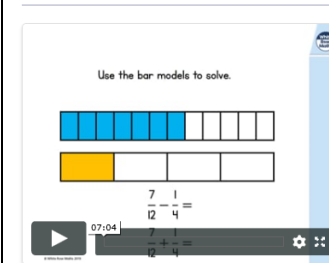 Use the bar models to solve.
7/12 − 1/4 =
07:04
7/12 + 1/4 =